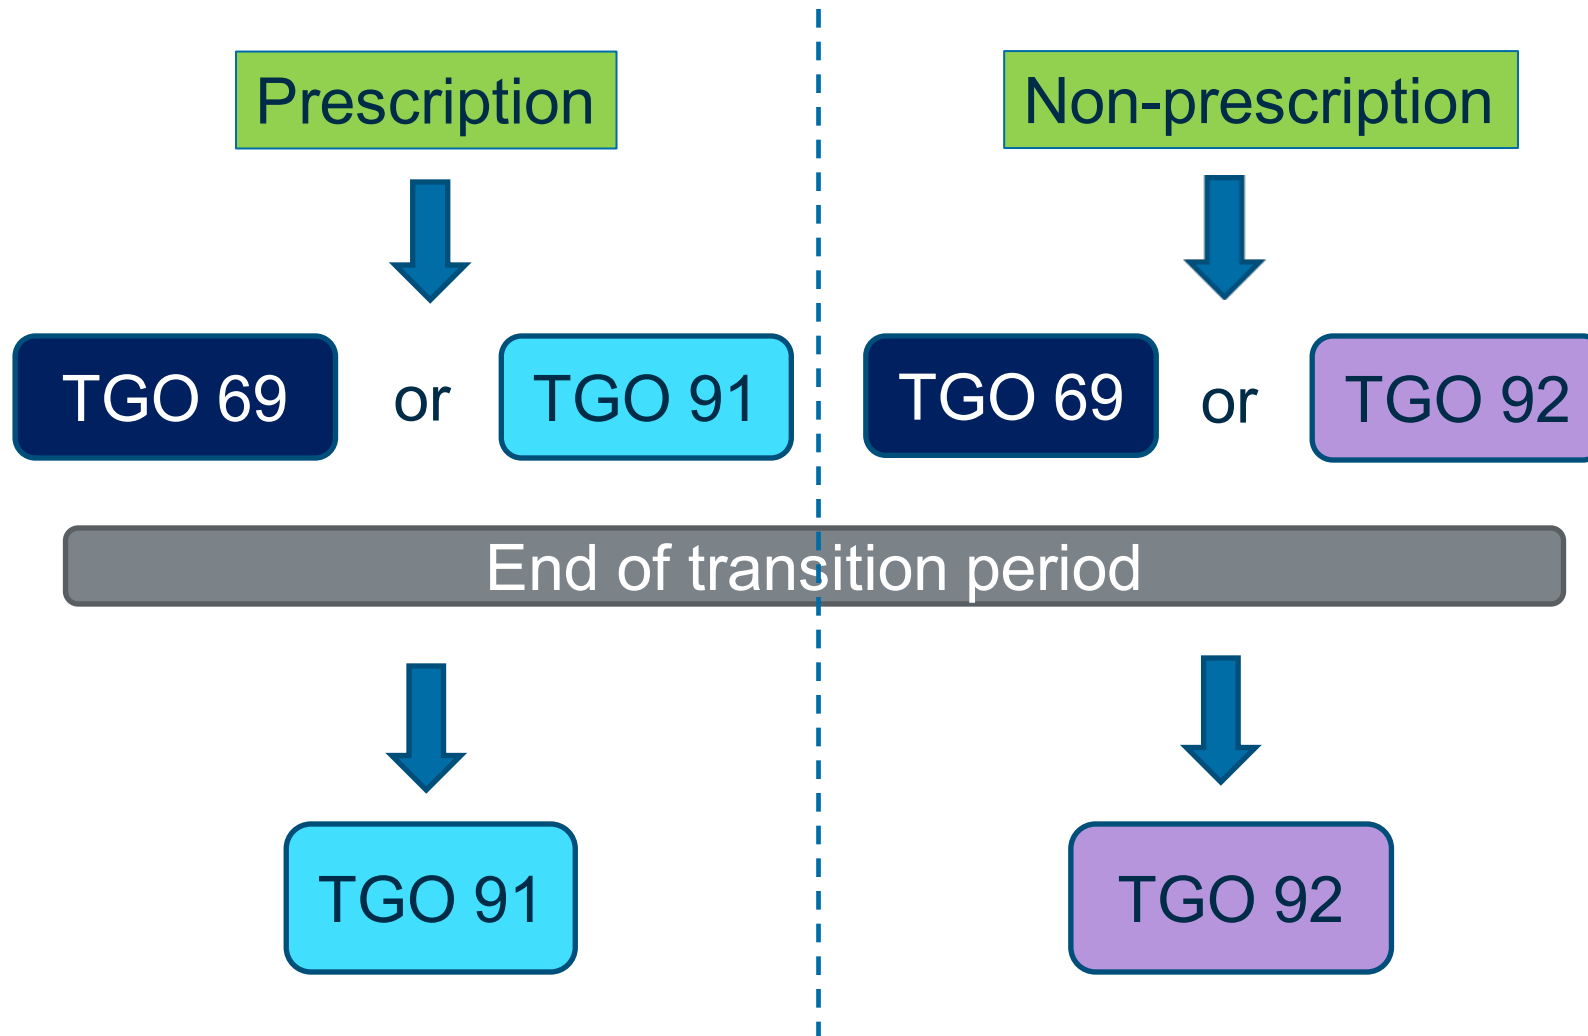 Prescription
Non-prescription
TGO 69
or
TGO 91
TGO 69
or
TGO 92
End of transition period
TGO 91
TGO 92